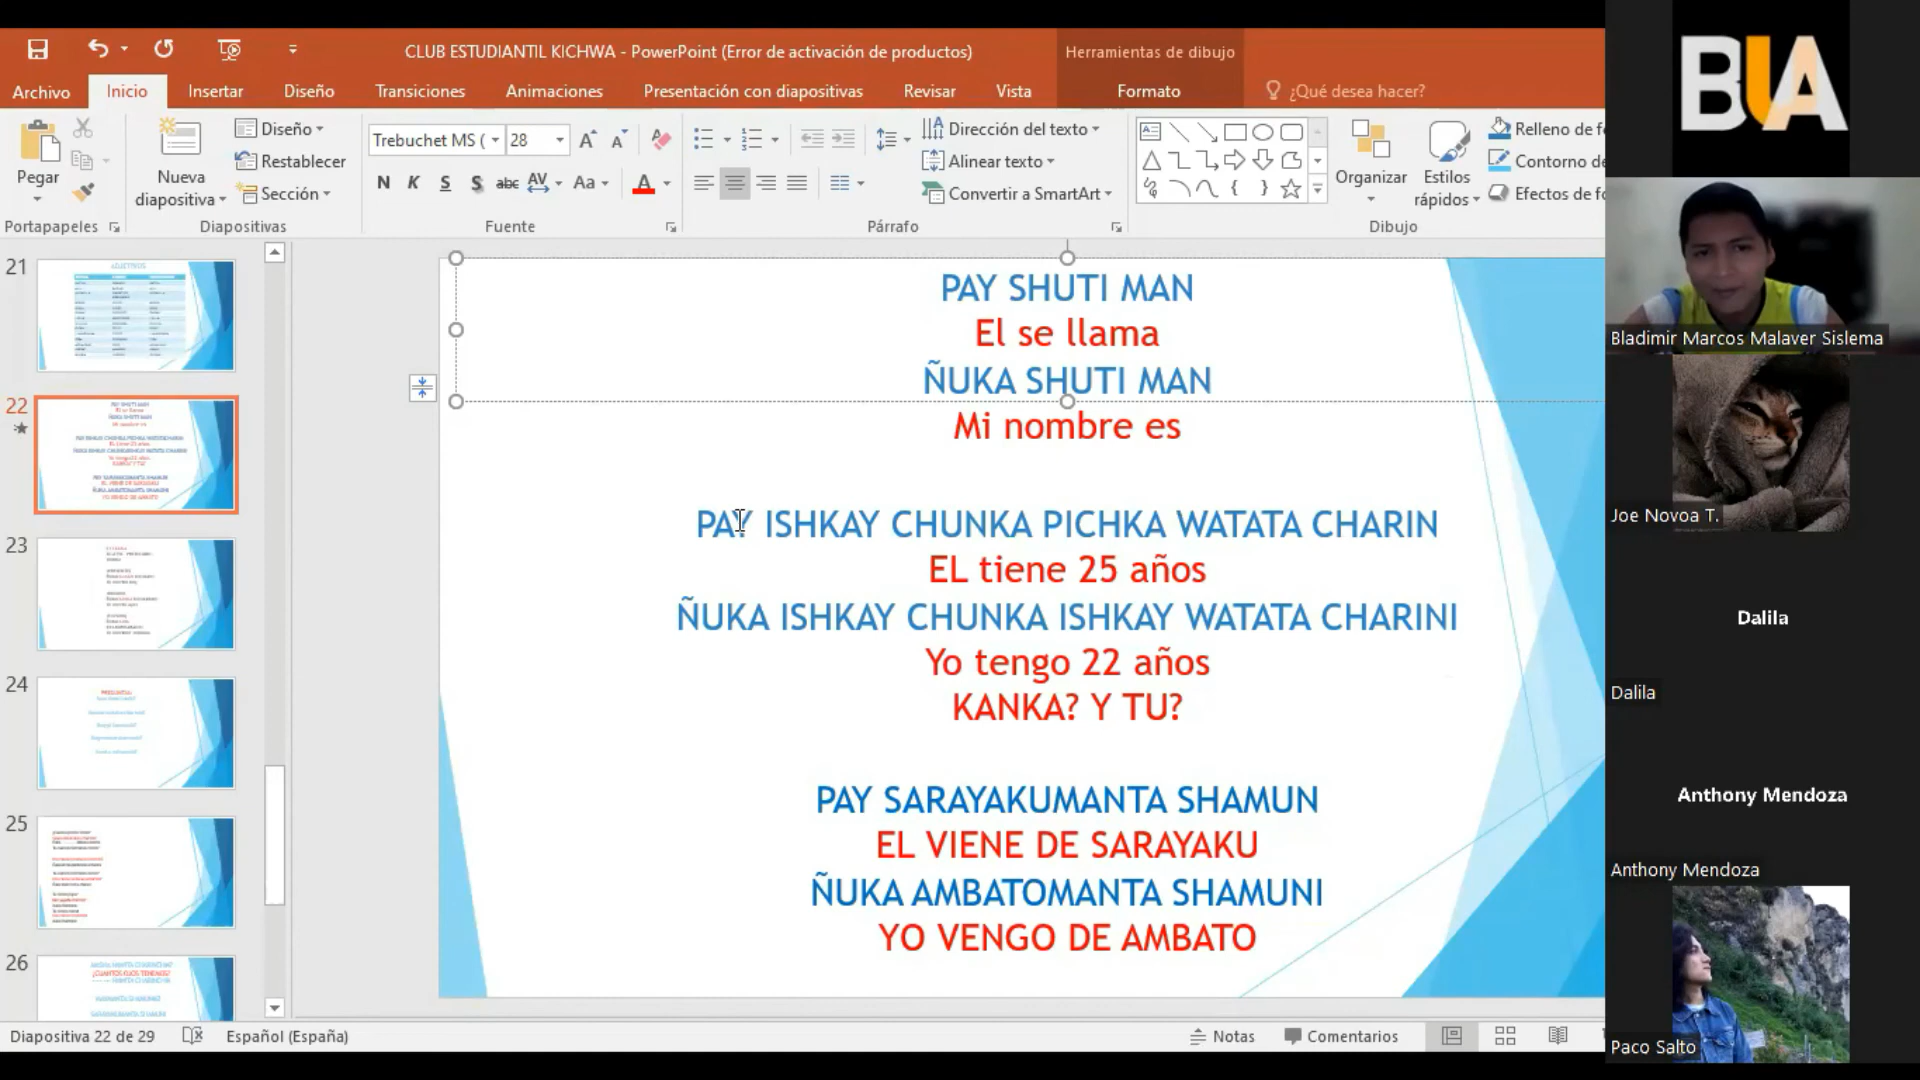 CLUB ESTUDIANTIL KICHWA - PowerPoint (Error de activación de productos)
Herramientas de dibujo
Archivo
Inicio
Insertar
Diseño
Transiciones
Animaciones
Presentación con diapositivas
Revisar
Vista
Formato
¿Qué desea hacer?
Pegar
Portapapeles
Nueva
diapositiva
Diseño
Restablecer
Sección
Diapositivas
Trebuchet MS (
28
N K S S abc AV Aa A
Fuente
Párrafo
Dirección del texto
Alinear texto
Convertir a SmartArt
Organizar
Estilos
rápidos
Dibujo
Relleno de f
Contorno d
Efectos de f
21
ADJETIVOS
22
23
24
25
26
PAY SHUTI MAN
El se llama
ÑUKA SHUTI MAN
Mi nombre es
PAY ISHKAY CHUNKA PICHKA WATATA CHARIN
EL tiene 25 años
ÑUKA ISHKAY CHUNKA ISHKAY WATATA CHARINI
Yo tengo 22 años
KANKA? Y TU?
PAY SARAYAKUMANTA SHAMUN
EL VIENE DE SARAYAKU
ÑUKA AMBATOMANTA SHAMUNI
YO VENGO DE AMBATO
Diapositiva 22 de 29
Español (España)
Notas
Comentarios
BUA
Bladimir Marcos Malaver Sislema
Joe Novoa T.
Dalila
Dalila
Anthony Mendoza
Anthony Mendoza
Paco Salto